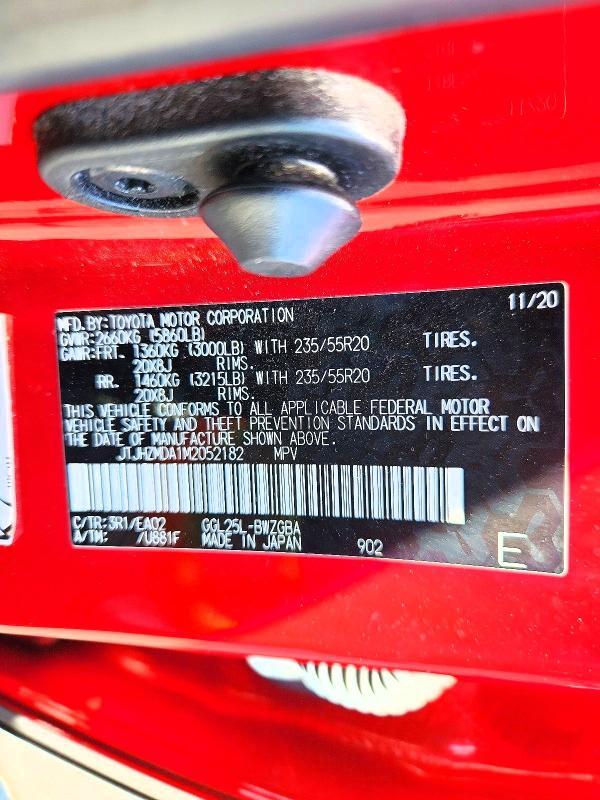 11/20
MFD. BY: TOYOTA MOTOR CORPORATION
GVWR: 2660KG (5860LB)
GAWR: FRT. 1360KG (3000LB) WITH 235/55R20 TIRES.
20X8J RIMS.
RR. 1460KG (3215LB) WITH 235/55R20 TIRES.
20X8J RIMS.
THIS VEHICLE CONFORMS TO ALL APPLICABLE FEDERAL MOTOR
VEHICLE SAFETY AND THEFT PREVENTION STANDARDS IN EFFECT ON
THE DATE OF MANUFACTURE SHOWN ABOVE.
JTJHZMDA1M2052182 MPV
C/TR: 3R1/EA02 GGL25L-BWZGBA
A/TM: /U881F MADE IN JAPAN 902
E